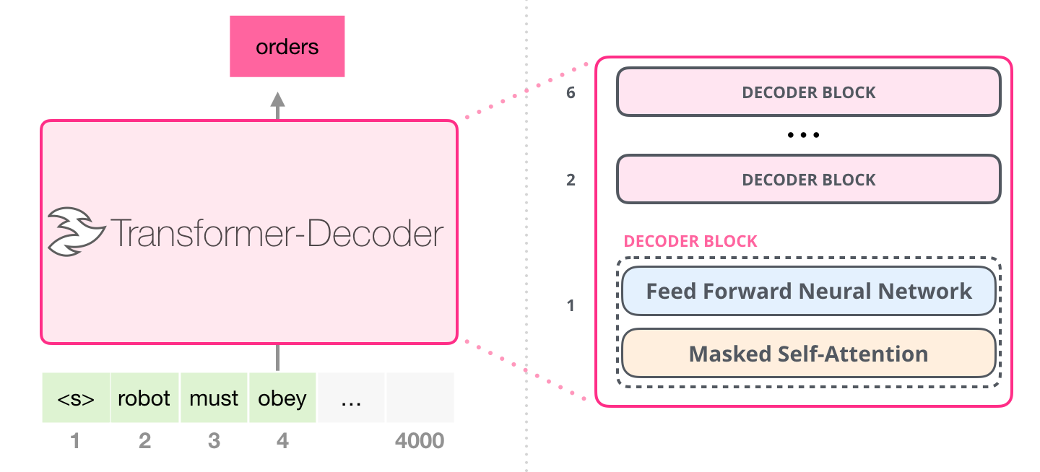 orders
Transformer-Decoder
<s> robot must obey ...
1 2 3 4 4000
6 DECODER BLOCK
...
2 DECODER BLOCK
DECODER BLOCK
Feed Forward Neural Network
1
Masked Self-Attention